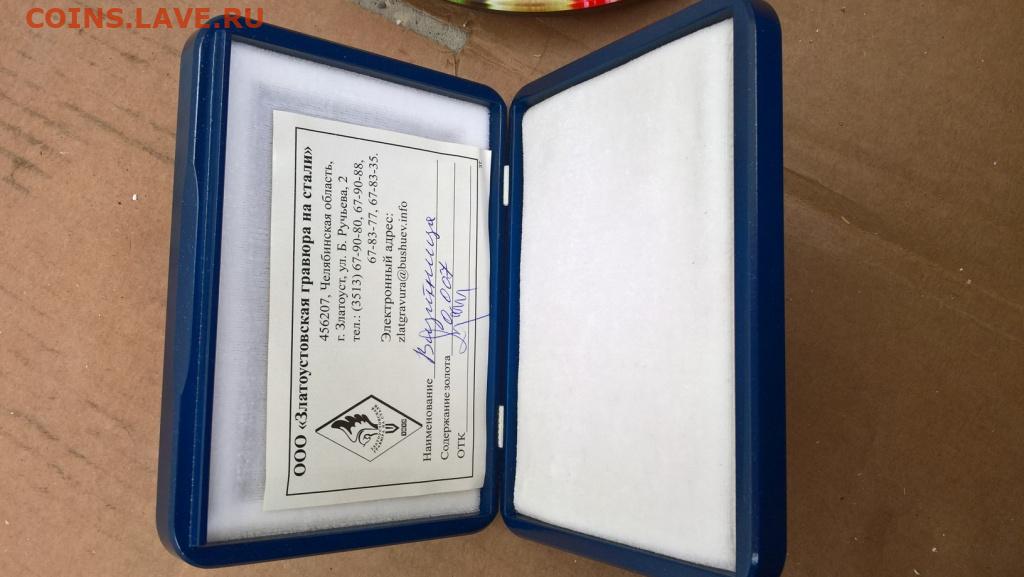 COINS.LAVE.RU
ООО «Златоустовская гравюра на стали»
456207, Челябинская область,
г. Златоуст, ул. Б. Ручьева, 2
тел.: (3513) 67-90-80, 67-90-88,
67-83-77, 67-83-35.
Электронный адрес:
zlatgravura@bushuev.info
Наименование
Содержание золота 0.007
ОТК